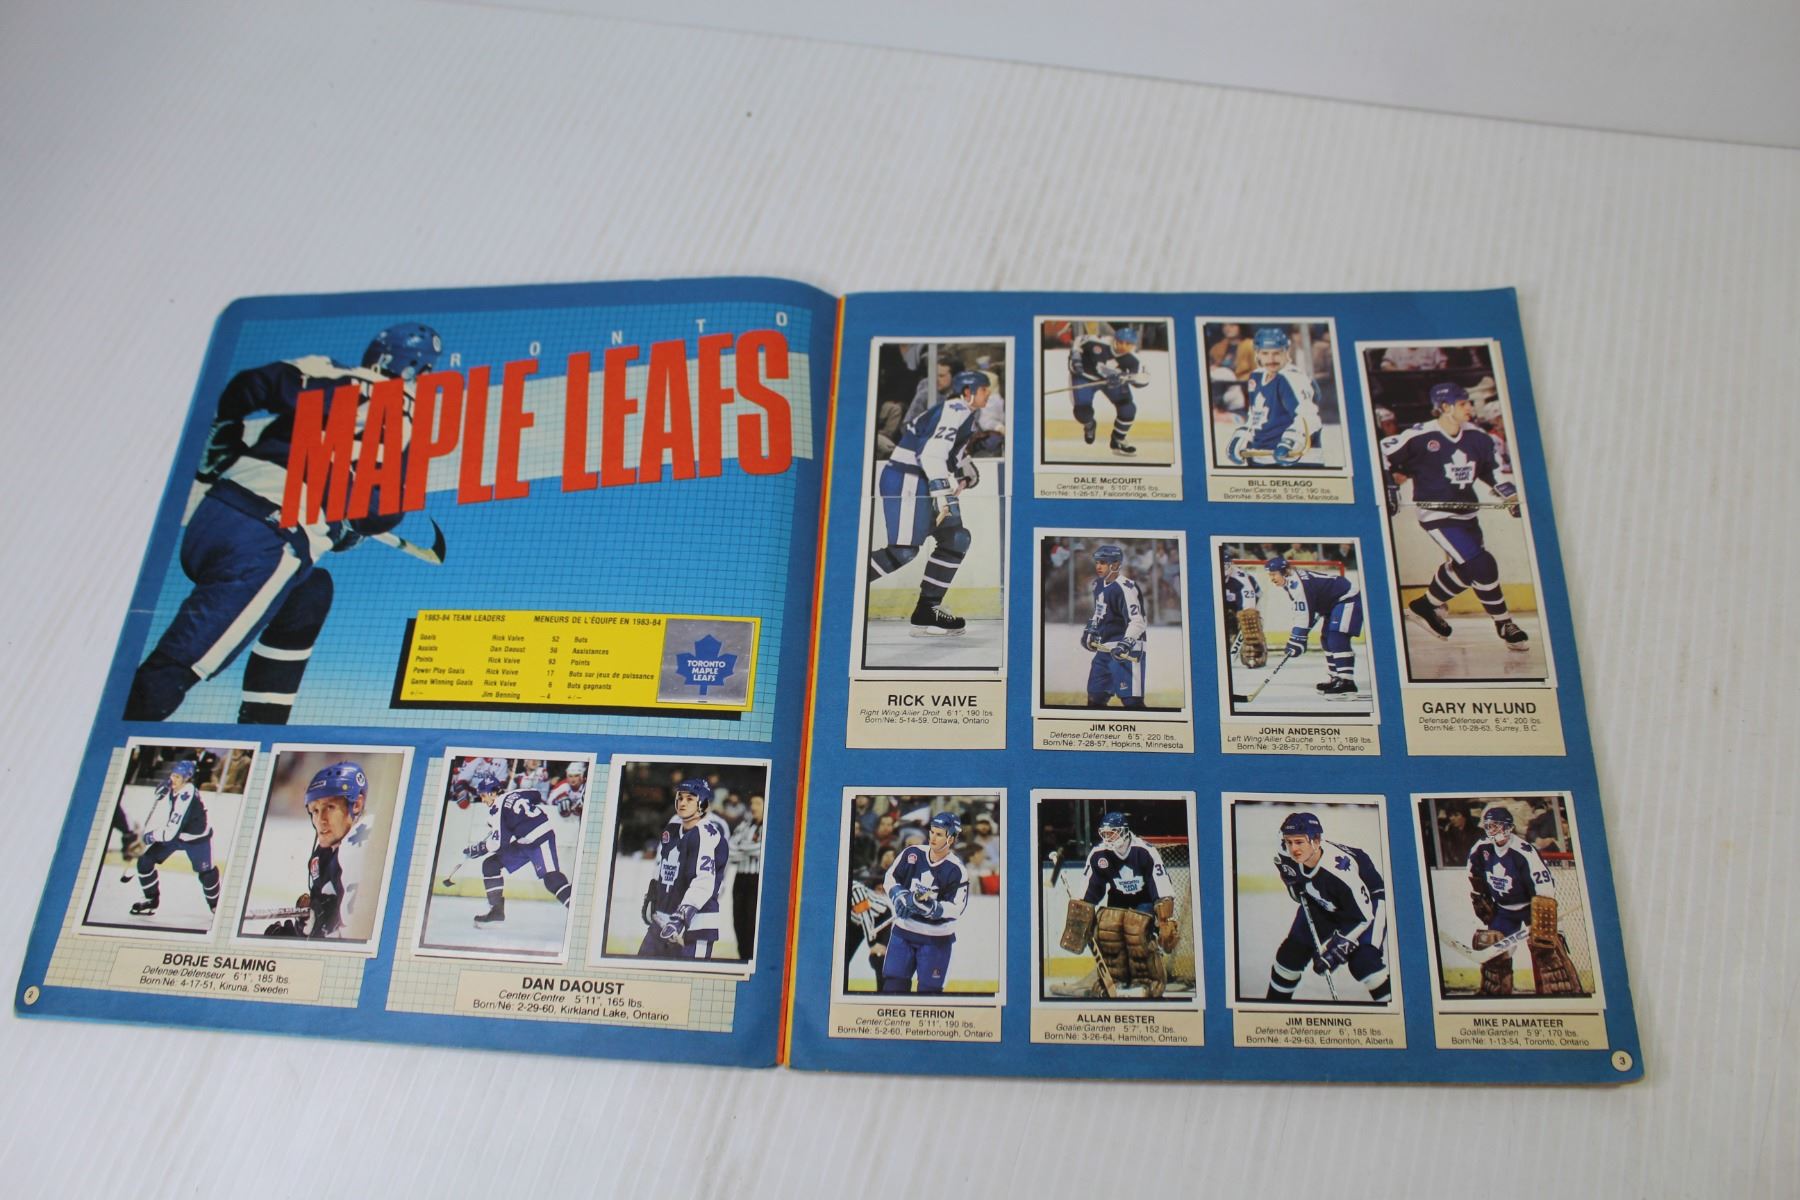 TORONTO
MAPLE LEAFS
1983-84 TEAM LEADERS MENEURS DE L'ÉQUIPE EN 1983-84
Goals Rick Vaive 52 Buts
Assists Dan Daoust 56 Assistances
Points Rick Vaive 93 Points
Power Play Goals Rick Vaive 17 Buts sur jeux de puissance
Game Winning Goals Rick Vaive 6 Buts gagnants
+/− Jim Benning −4 +/−
TORONTO
MAPLE
LEAFS
BORJE SALMING
Defense/Défenseur 6'1", 185 lbs.
Born/Né: 4-17-51, Kiruna, Sweden
DAN DAOUST
Center/Centre 5'11", 165 lbs.
Born/Né: 2-29-60, Kirkland Lake, Ontario
2
RICK VAIVE
Right Wing/Ailier Droit 6'1", 190 lbs.
Born/Né: 5-14-59, Ottawa, Ontario
DALE McCOURT
Center/Centre 5'10", 185 lbs.
Born/Né: 1-26-57, Falconbridge, Ontario
BILL DERLAGO
Center/Centre 5'10", 190 lbs.
Born/Né: 8-25-58, Birtle, Manitoba
GARY NYLUND
Defense/Défenseur 6'4", 200 lbs.
Born/Né: 10-28-63, Surrey, B.C.
JIM KORN
Defense/Défenseur 6'5", 220 lbs.
Born/Né: 7-28-57, Hopkins, Minnesota
JOHN ANDERSON
Left Wing/Ailier Gauche 5'11", 189 lbs.
Born/Né: 3-28-57, Toronto, Ontario
GREG TERRION
Center/Centre 5'11", 190 lbs.
Born/Né: 5-2-60, Peterborough, Ontario
ALLAN BESTER
Goalie/Gardien 5'7", 152 lbs.
Born/Né: 3-26-64, Hamilton, Ontario
JIM BENNING
Defense/Défenseur 6', 185 lbs.
Born/Né: 4-29-63, Edmonton, Alberta
MIKE PALMATEER
Goalie/Gardien 5'9", 170 lbs.
Born/Né: 1-13-54, Toronto, Ontario
3